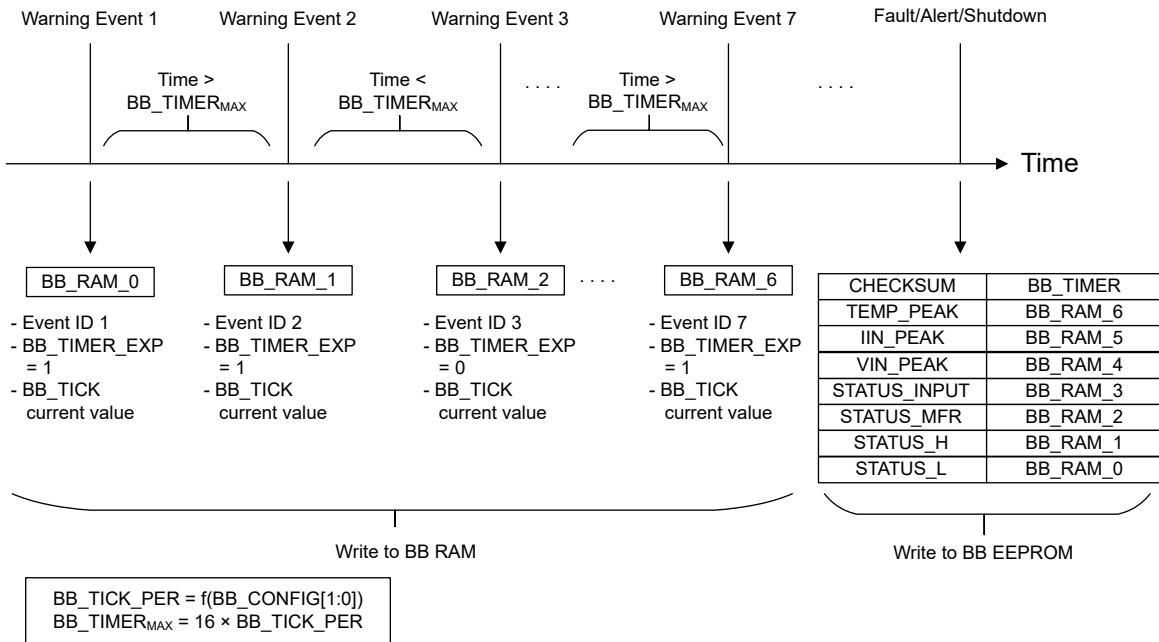 Warning Event 1
Warning Event 2
Warning Event 3
Warning Event 7
Fault/Alert/Shutdown
Time >
BB_TIMERMAX
Time <
BB_TIMERMAX
. . . .
Time >
BB_TIMERMAX
. . . .
Time
BB_RAM_0
BB_RAM_1
BB_RAM_2
. . . .
BB_RAM_6
- Event ID 1
- BB_TIMER_EXP
= 1
- BB_TICK
current value
- Event ID 2
- BB_TIMER_EXP
= 1
- BB_TICK
current value
- Event ID 3
- BB_TIMER_EXP
= 0
- BB_TICK
current value
- Event ID 7
- BB_TIMER_EXP
= 1
- BB_TICK
current value
CHECKSUM BB_TIMER
TEMP_PEAK BB_RAM_6
IIN_PEAK BB_RAM_5
VIN_PEAK BB_RAM_4
STATUS_INPUT BB_RAM_3
STATUS_MFR BB_RAM_2
STATUS_H BB_RAM_1
STATUS_L BB_RAM_0
Write to BB RAM
Write to BB EEPROM
BB_TICK_PER = f(BB_CONFIG[1:0])
BB_TIMERMAX = 16 × BB_TICK_PER